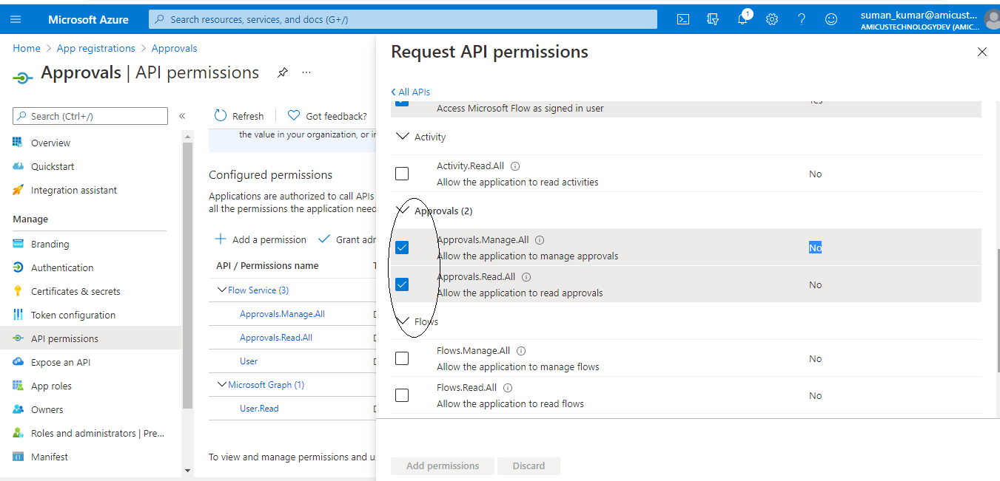 Microsoft Azure
Search resources, services, and docs (G+/)
1
suman_kumar@amicust...
AMICUSTECHNOLOGYDEV (AMIC...
Home > App registrations > Approvals
Approvals | API permissions
Search (Ctrl+/)
Overview
Quickstart
Integration assistant
Manage
Branding
Authentication
Certificates & secrets
Token configuration
API permissions
Expose an API
App roles
Owners
Roles and administrators | Pre...
Manifest
Refresh
Got feedback?
the value in your organization, or in
Configured permissions
Applications are authorized to call APIs
all the permissions the application need
Add a permission
Grant adr
API / Permissions name
Flow Service (3)
Approvals.Manage.All
Approvals.Read.All
User
Microsoft Graph (1)
User.Read
To view and manage permissions and us
Request API permissions
All APIs
Yes
Access Microsoft Flow as signed in user
Activity
Activity.Read.All
Allow the application to read activities
No
Approvals (2)
Approvals.Manage.All
Allow the application to manage approvals
No
Approvals.Read.All
Allow the application to read approvals
No
Flows
Flows.Manage.All
Allow the application to manage flows
No
Flows.Read.All
Allow the application to read flows
No
Add permissions
Discard